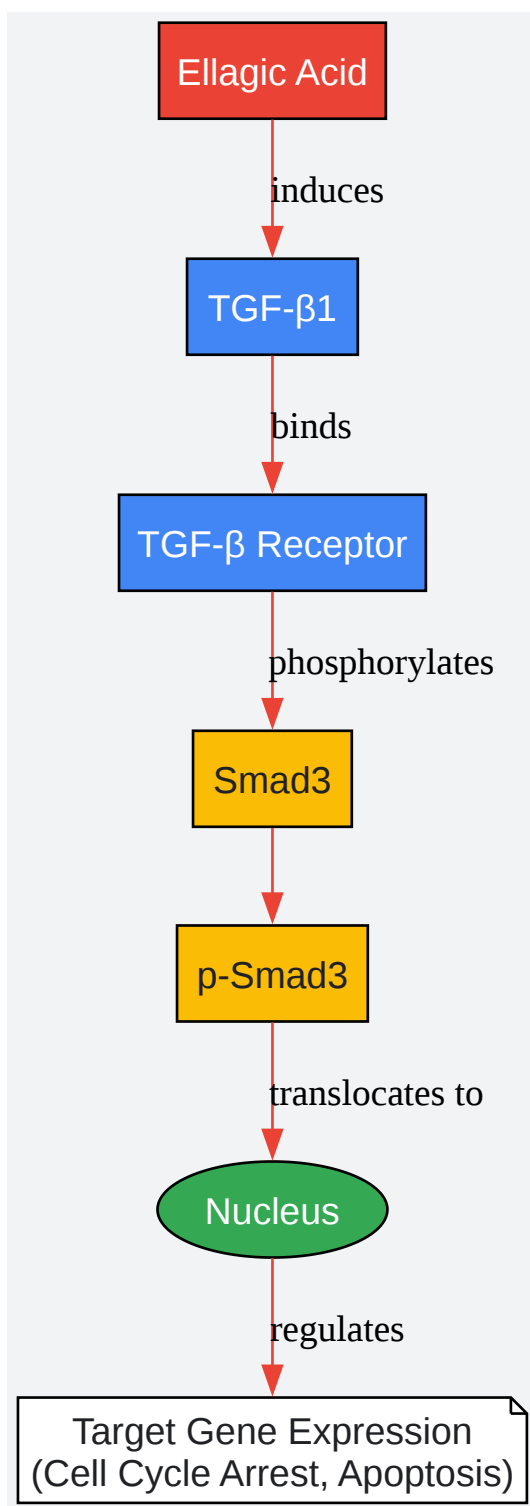 Ellagic Acid
induces
TGF-β1
binds
TGF-β Receptor
phosphorylates
Smad3
p-Smad3
translocates to
Nucleus
regulates
Target Gene Expression
(Cell Cycle Arrest, Apoptosis)